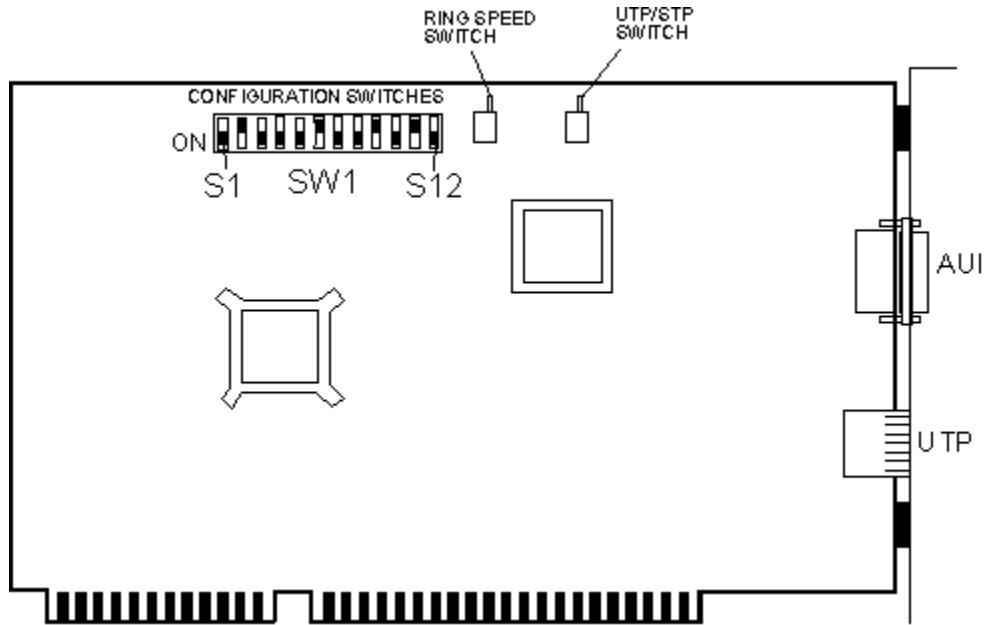 RING SPEED
SWITCH
UTP/STP
SWITCH
CONFIGURATION SWITCHES
ON
S1
SW1
S12
AUI
UTP